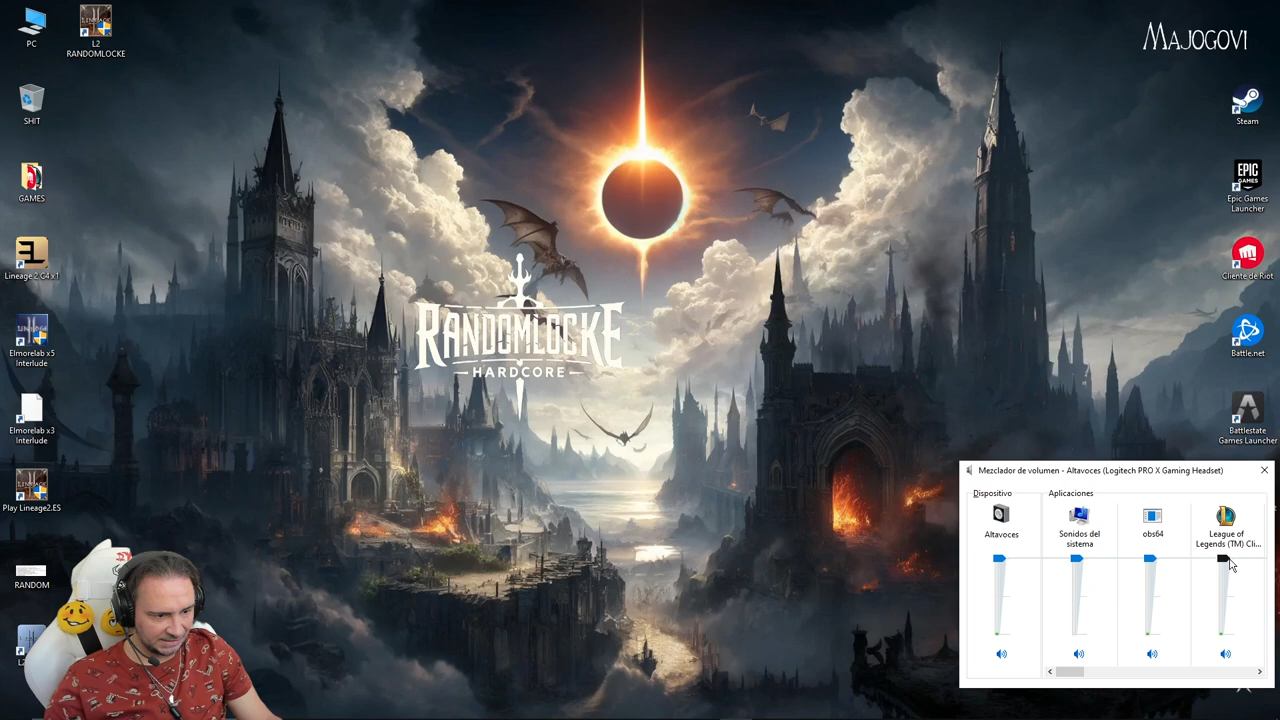 PC
L2
RANDOMLOCKE
SHIT
GAMES
Lineage 2 C4 x1
Elmorelab x5
Interlude
Elmorelab x3
Interlude
Play Lineage2.ES
RANDOM
MAJOGOVI
Steam
EPIC
GAMES
Epic Games
Launcher
Cliente de Riot
Battle.net
Battlestate
Games Launcher
RANDOMLOCKE
HARDCORE
Mezclador de volumen - Altavoces (Logitech PRO X Gaming Headset)
Dispositivo
Aplicaciones
Altavoces
Sonidos del
sistema
obs64
League of
Legends (TM) Cli...